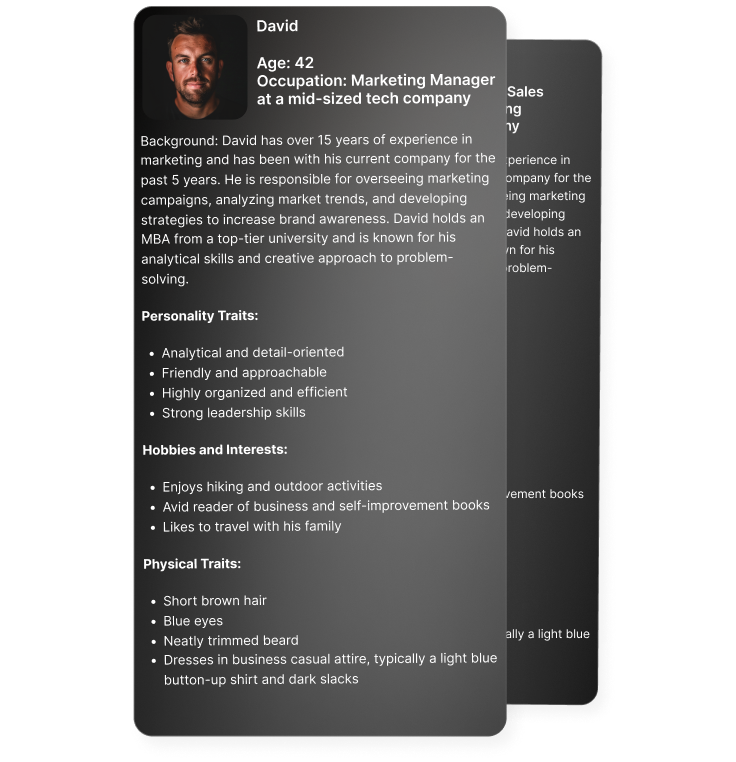 David
Age: 42
Occupation: Marketing Manager
at a mid-sized tech company
Background: David has over 15 years of experience in
marketing and has been with his current company for the
past 5 years. He is responsible for overseeing marketing
campaigns, analyzing market trends, and developing
strategies to increase brand awareness. David holds an
MBA from a top-tier university and is known for his
analytical skills and creative approach to problem-
solving.
Personality Traits:
• Analytical and detail-oriented
• Friendly and approachable
• Highly organized and efficient
• Strong leadership skills
Hobbies and Interests:
• Enjoys hiking and outdoor activities
• Avid reader of business and self-improvement books
• Likes to travel with his family
Physical Traits:
• Short brown hair
• Blue eyes
• Neatly trimmed beard
• Dresses in business casual attire, typically a light blue
button-up shirt and dark slacks
Sales
ng
ny
perience in
ompany for the
eing marketing
developing
avid holds an
vn for his
problem-
vement books
ally a light blue